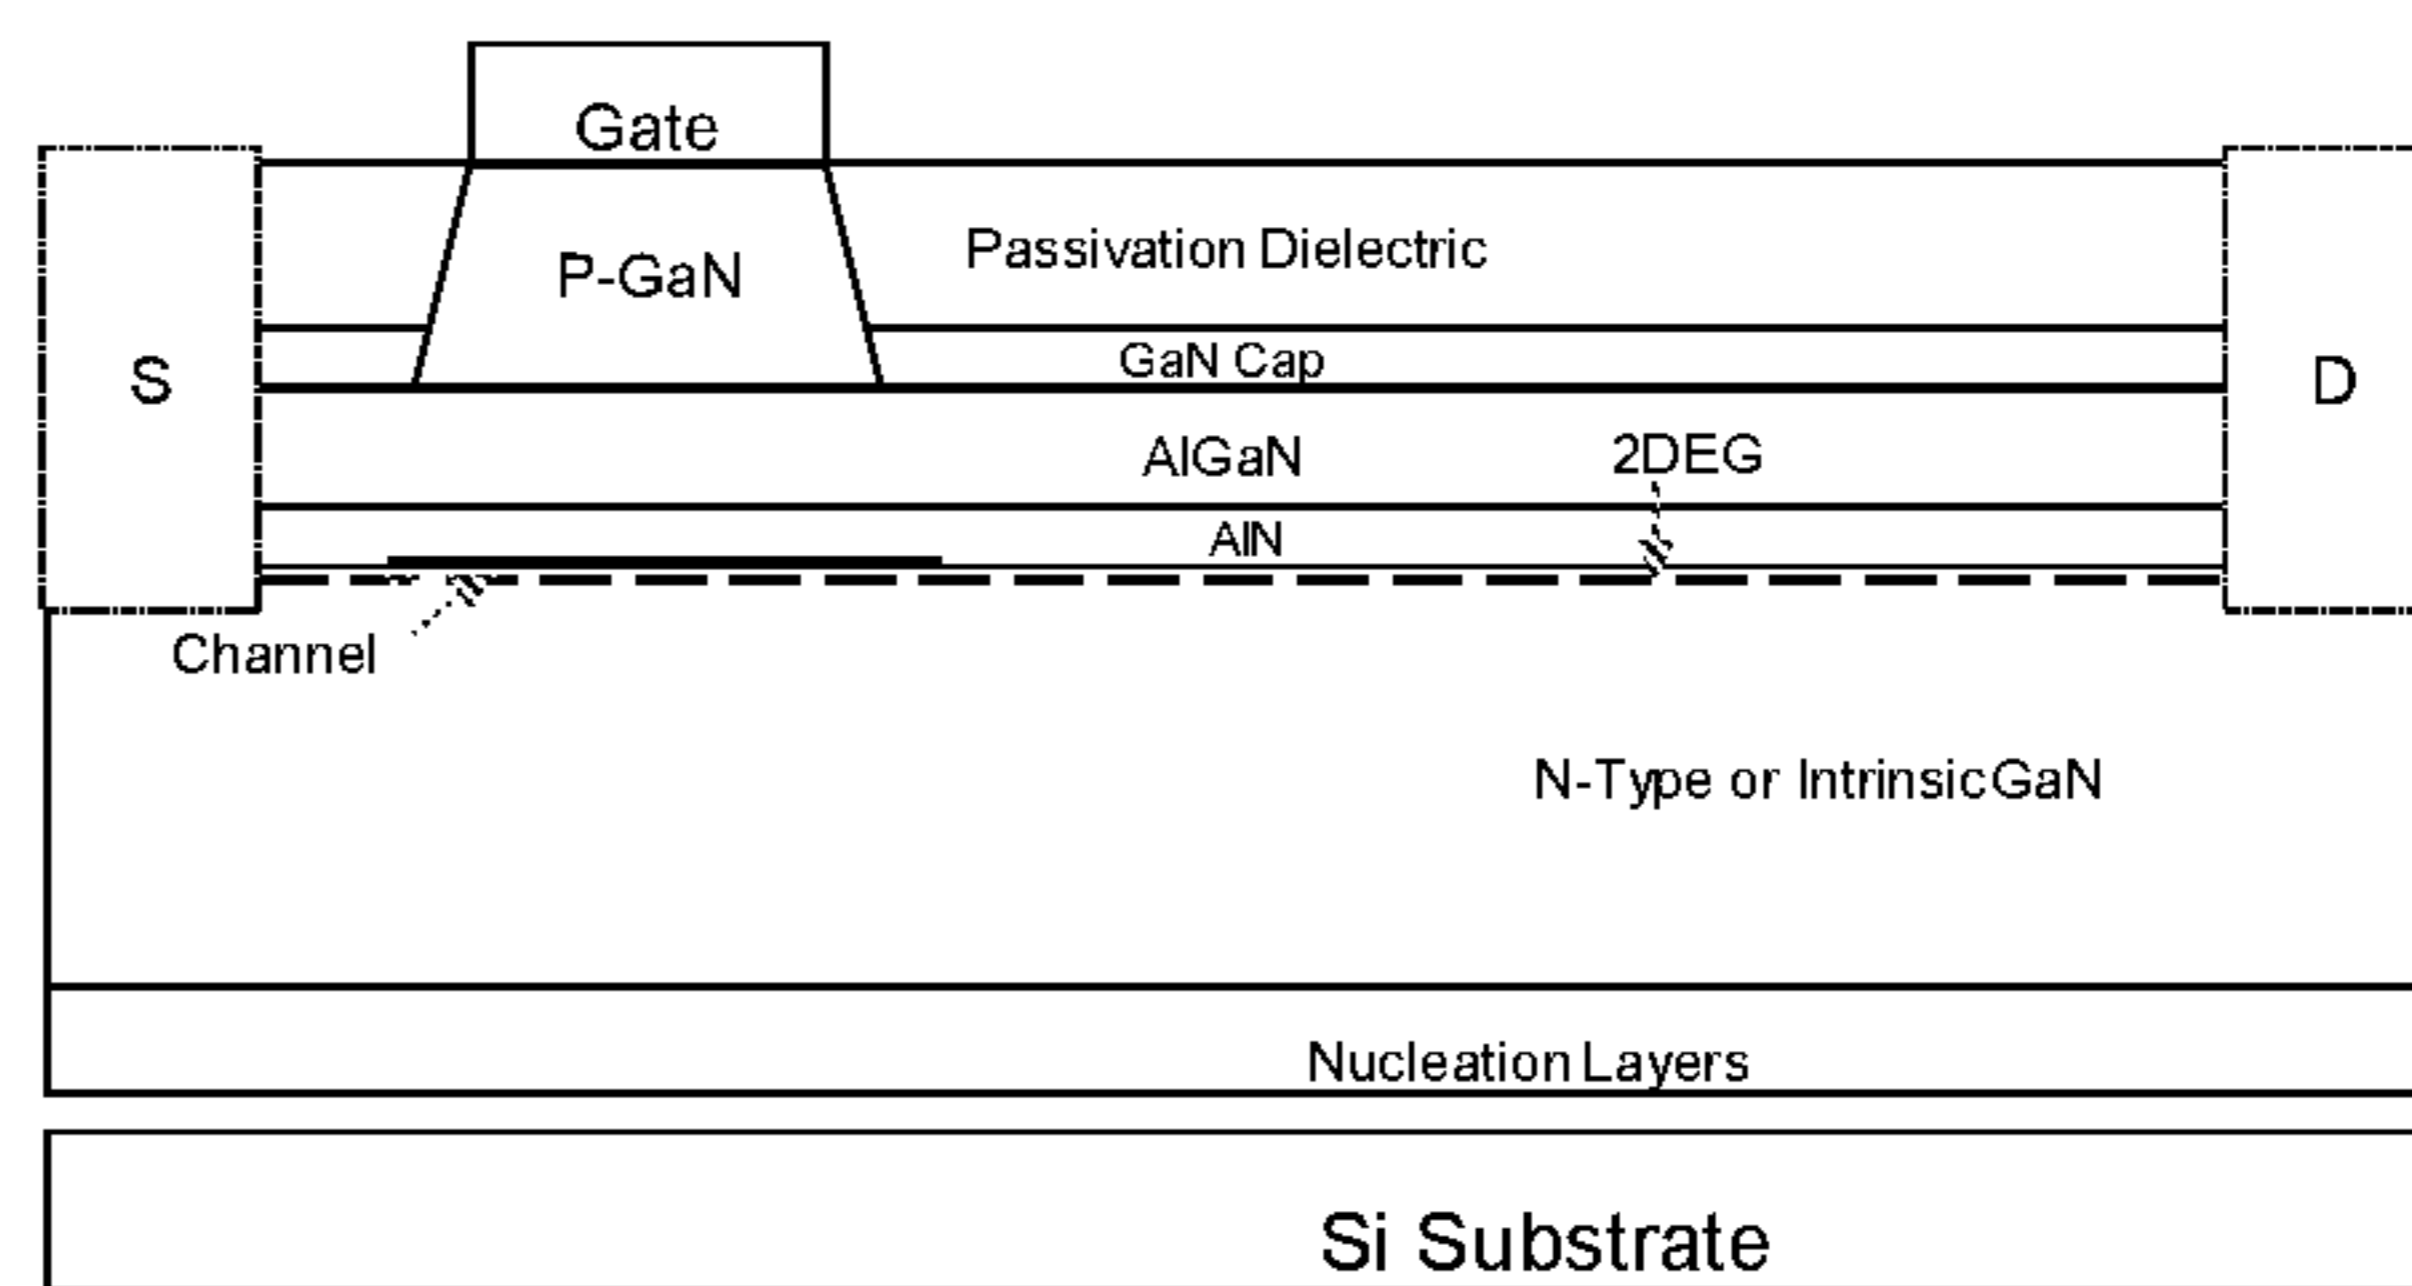 Gate
P-GaN
Passivation Dielectric
GaN Cap
S
D
AlGaN
2DEG
AlN
Channel
N-Type or Intrinsic GaN
Nucleation Layers
Si Substrate